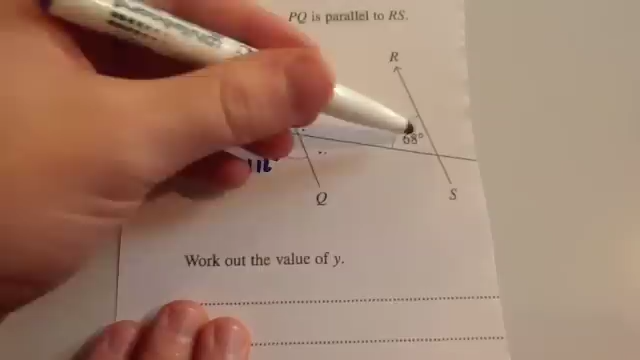 PQ is parallel to RS.
R
68°
Q
S
Work out the value of y.